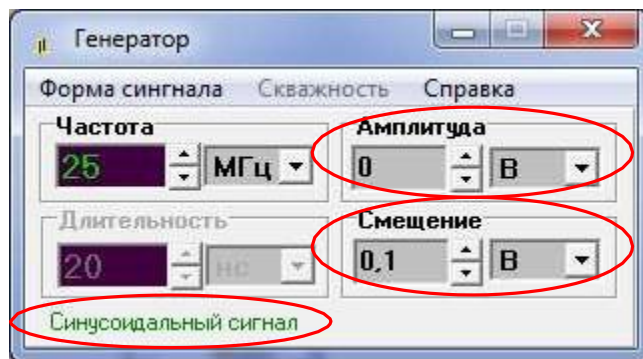 Генератор
Форма сингнала Скважность Справка
Частота Амплитуда
25 МГц 0 В
Длительность Смещение
20 нс 0,1 В
Синусоидальный сигнал